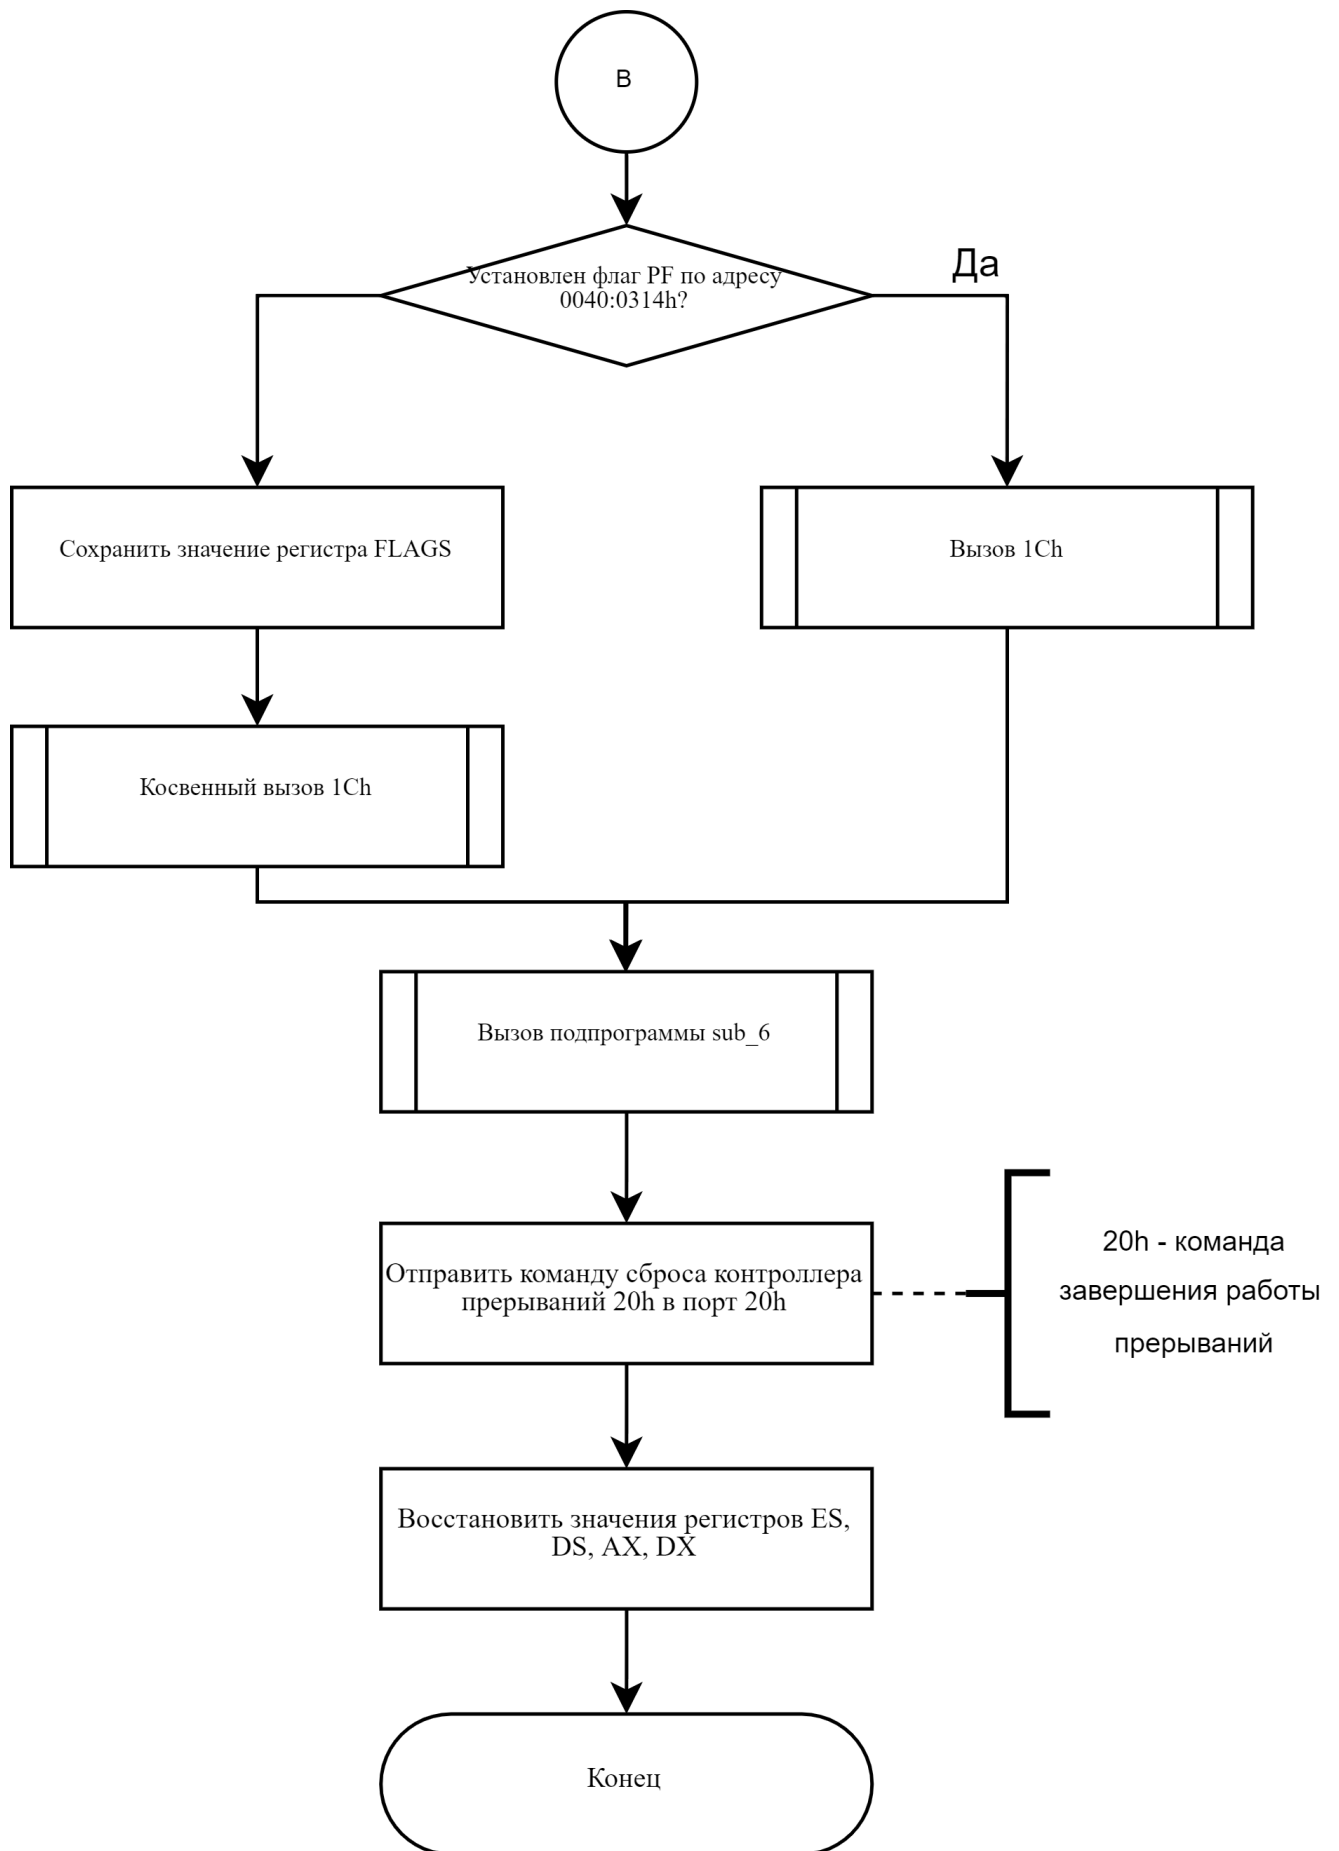 В
Установлен флаг PF по адресу
0040:0314h?
Да
Сохранить значение регистра FLAGS
Вызов 1Ch
Косвенный вызов 1Ch
Вызов подпрограммы sub_6
Отправить команду сброса контроллера
прерываний 20h в порт 20h
20h - команда
завершения работы
прерываний
Восстановить значения регистров ES,
DS, AX, DX
Конец